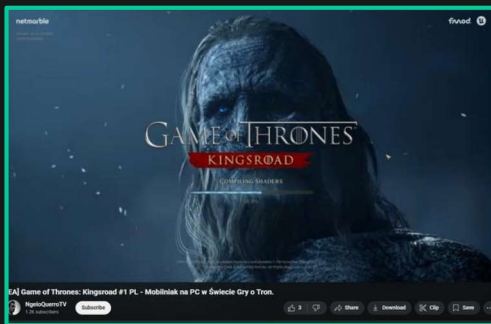 netmarble
GAME OF THRONES
KINGSROAD
COMPILING SHADERS
EA] Game of Thrones: Kingsroad #1 PL - Mobilniak na PC w Świecie Gry o Tron.
NgeloQuerroTV
1.2K subscribers
Subscribe
3
Share
Download
Clip
Save